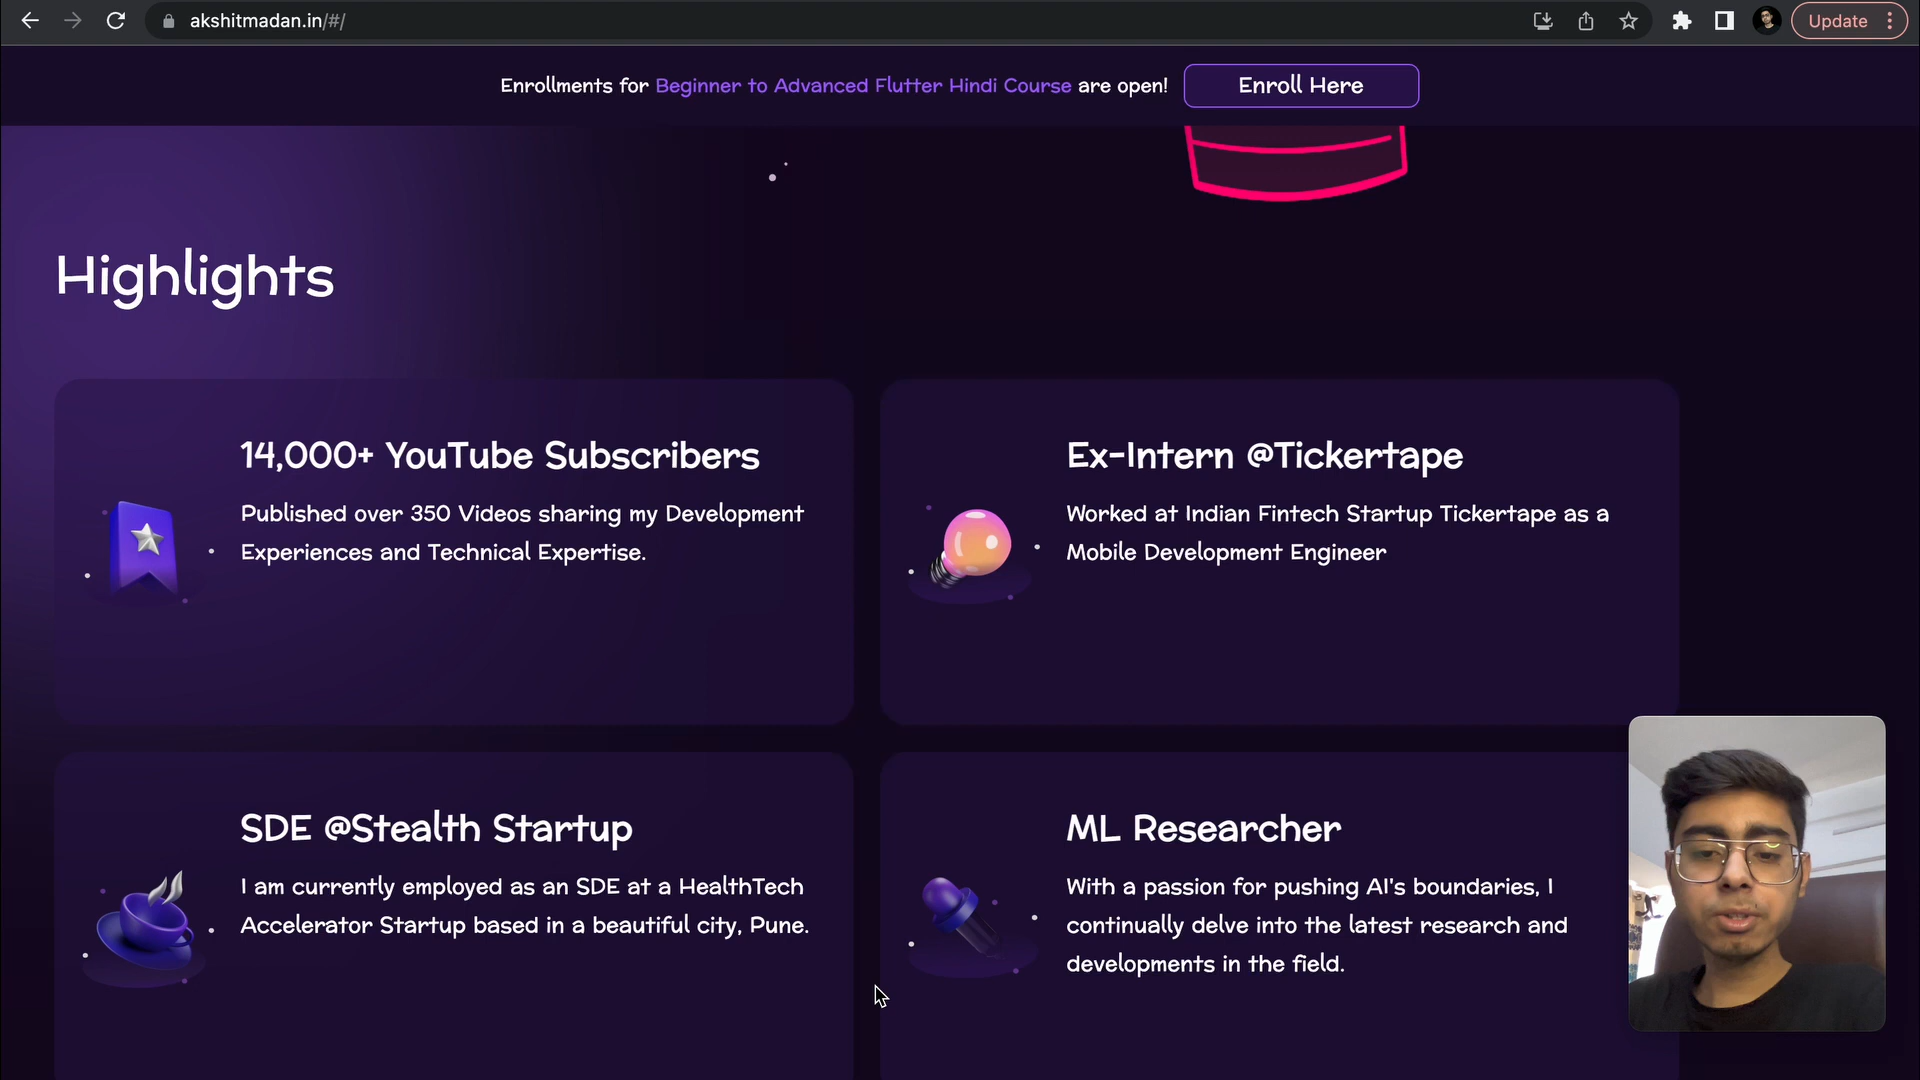 akshitmadan.in/#/
Update
Enrollments for Beginner to Advanced Flutter Hindi Course are open!
Enroll Here
Highlights
14,000+ YouTube Subscribers
Published over 350 Videos sharing my Development
Experiences and Technical Expertise.
Ex-Intern @Tickertape
Worked at Indian Fintech Startup Tickertape as a
Mobile Development Engineer
SDE @Stealth Startup
I am currently employed as an SDE at a HealthTech
Accelerator Startup based in a beautiful city, Pune.
ML Researcher
With a passion for pushing AI's boundaries, I
continually delve into the latest research and
developments in the field.